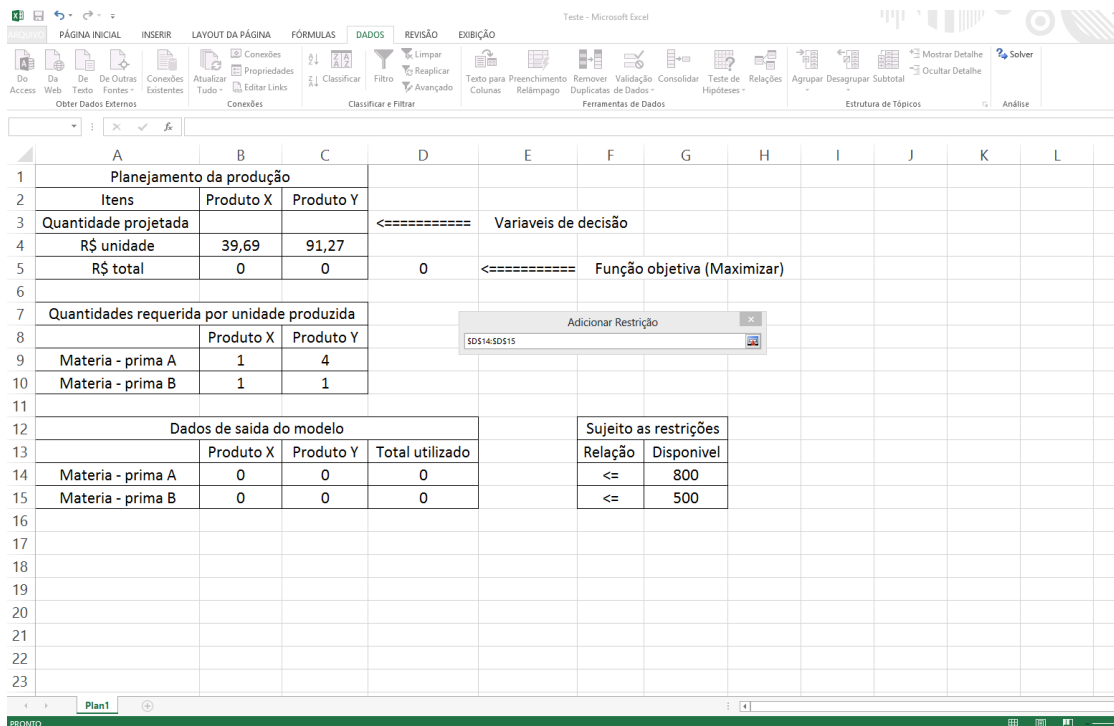 Teste - Microsoft Excel
ARQUIVO PÁGINA INICIAL INSERIR LAYOUT DA PÁGINA FÓRMULAS DADOS REVISÃO EXIBIÇÃO
Do Access
Da Web
De Texto
De Outras Fontes
Conexões Existentes
Obter Dados Externos
Atualizar Tudo
Conexões
Propriedades
Editar Links
Conexões
Classificar
Filtro
Limpar
Reaplicar
Avançado
Classificar e Filtrar
Texto para Colunas
Preenchimento Relâmpago
Remover Duplicatas
Validação de Dados
Consolidar
Teste de Hipóteses
Relações
Ferramentas de Dados
Agrupar
Desagrupar
Subtotal
Mostrar Detalhe
Ocultar Detalhe
Estrutura de Tópicos
Solver
Análise
fx
A B C D E F G H I J K L
1 Planejamento da produção
2 Itens Produto X Produto Y
3 Quantidade projetada <=========== Variaveis de decisão
4 R$ unidade 39,69 91,27
5 R$ total 0 0 0 <=========== Função objetiva (Maximizar)
6
7 Quantidades requerida por unidade produzida
8 Produto X Produto Y
9 Materia - prima A 1 4
10 Materia - prima B 1 1
Adicionar Restrição
$D$14:$D$15
11
12 Dados de saida do modelo Sujeito as restrições
13 Produto X Produto Y Total utilizado Relação Disponivel
14 Materia - prima A 0 0 0 <= 800
15 Materia - prima B 0 0 0 <= 500
16
17
18
19
20
21
22
23
Plan1
PRONTO